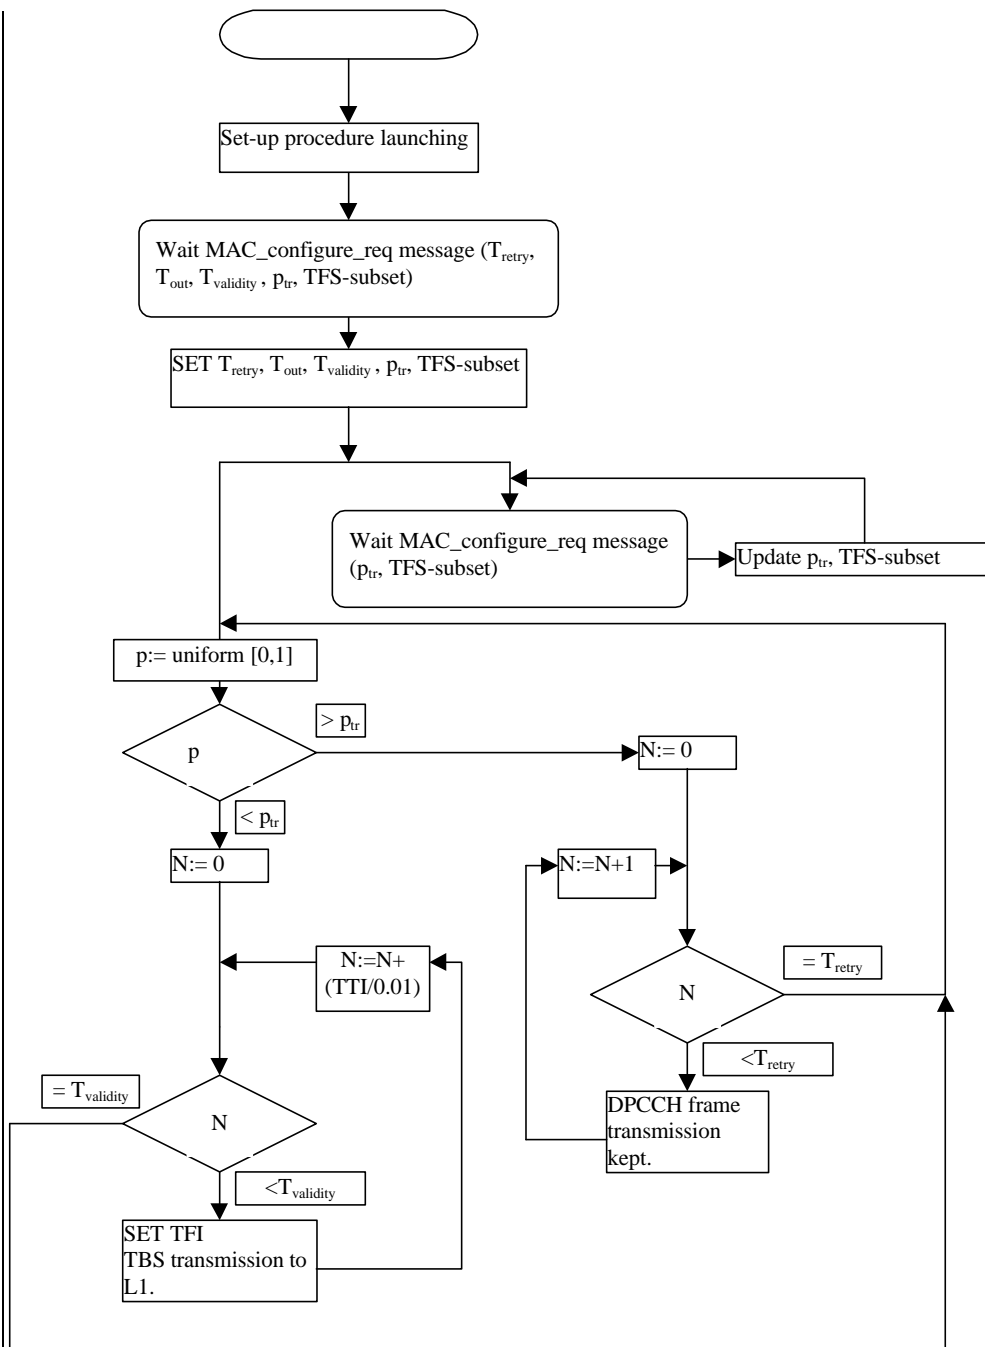 Set-up procedure launching
Wait MAC_configure_req message (Tretry,
Tout, Tvalidity , ptr, TFS-subset)
SET Tretry, Tout, Tvalidity , ptr, TFS-subset
Wait MAC_configure_req message
(ptr, TFS-subset)
Update ptr, TFS-subset
p:= uniform [0,1]
> ptr
p
N:= 0
< ptr
N:= 0
N:=N+1
N:=N+
(TTI/0.01)
= Tretry
N
<Tretry
= Tvalidity
DPCCH frame
transmission
kept.
N
<Tvalidity
SET TFI
TBS transmission to
L1.